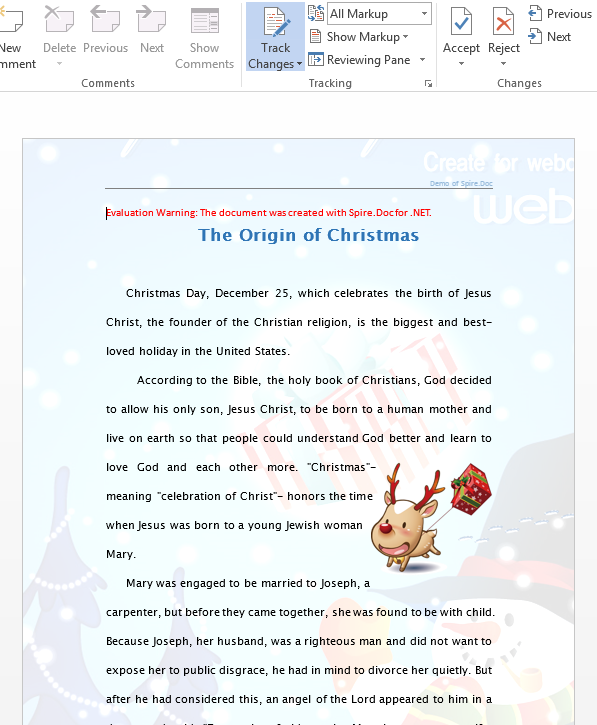 New Delete Previous Next Show Comments
mment
Comments
Track Changes
All Markup
Show Markup
Reviewing Pane
Tracking
Accept Reject
Previous
Next
Changes
Create for webc
Demo of Spire.Doc
web
Evaluation Warning: The document was created with Spire.Doc for .NET.
The Origin of Christmas
Christmas Day, December 25, which celebrates the birth of Jesus
Christ, the founder of the Christian religion, is the biggest and best-
loved holiday in the United States.
According to the Bible, the holy book of Christians, God decided
to allow his only son, Jesus Christ, to be born to a human mother and
live on earth so that people could understand God better and learn to
love God and each other more. "Christmas"-
meaning "celebration of Christ"- honors the time
when Jesus was born to a young Jewish woman
Mary.
Mary was engaged to be married to Joseph, a
carpenter, but before they came together, she was found to be with child.
Because Joseph, her husband, was a righteous man and did not want to
expose her to public disgrace, he had in mind to divorce her quietly. But
after he had considered this, an angel of the Lord appeared to him in a